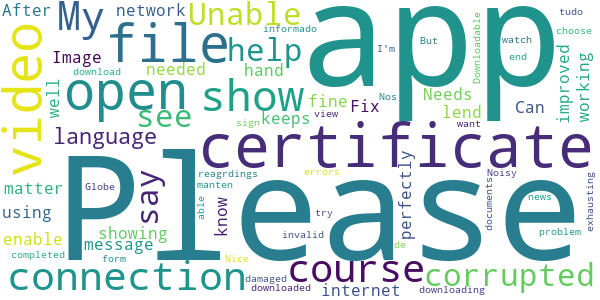 After
My
network
Unable
app
tudo
Downloadable
choose
informado
I'm
But
watch
end
video
file
help
Image
needed
hand
download
open
show
well
fine
Fix
Needs
lend
Can
improved
working
see
keeps
Nos
view
sign
want
language
certificate
Please
matter
Globe
say
reagrdings
manten
errors
perfectly
Noisy
documents
news
exhausting
using
showing
know
able
try
problem
enable
message
invalid
de
completed
form
Nice
connection
course
corrupted
damaged
downloaded
internet
downloading